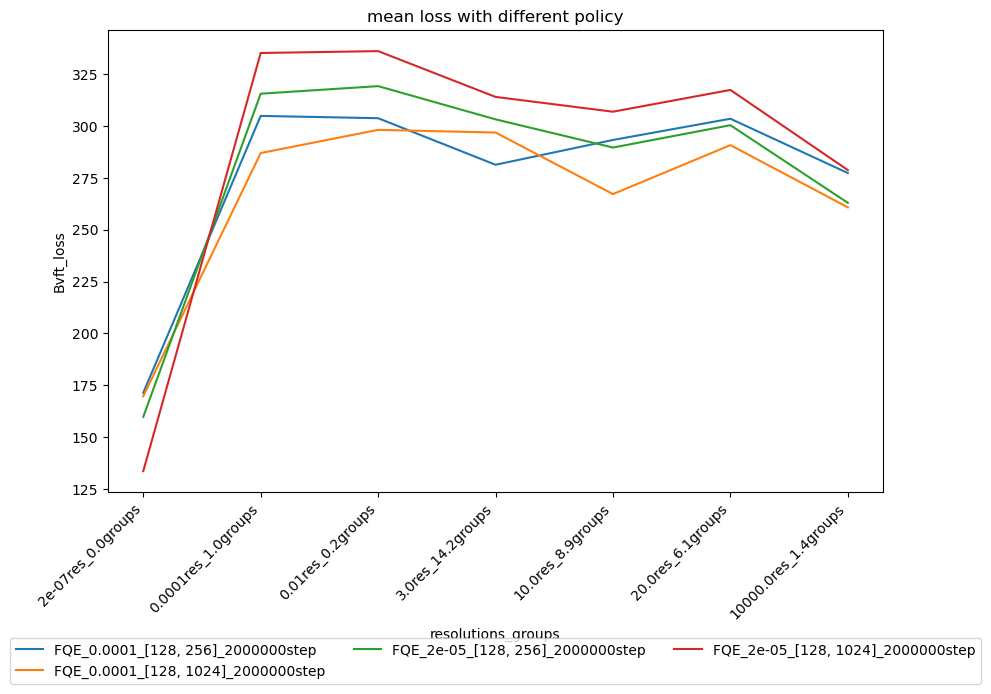 mean loss with different policy
325
300
275
250
225
200
175
150
125
Bvft_loss
2e-07res_0.0groups
0.0001res_1.0groups
0.01res_0.2groups
3.0res_14.2groups
10.0res_8.9groups
20.0res_6.1groups
10000.0res_1.4groups
resolutions_groups
FQE_0.0001_[128, 256]_2000000step
FQE_0.0001_[128, 1024]_2000000step
FQE_2e-05_[128, 256]_2000000step
FQE_2e-05_[128, 1024]_2000000step